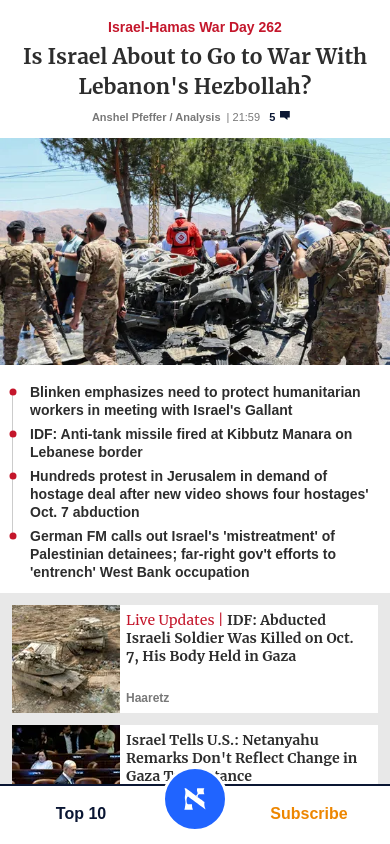 Israel-Hamas War Day 262
Is Israel About to Go to War With
Lebanon's Hezbollah?
Anshel Pfeffer / Analysis | 21:59 5
Blinken emphasizes need to protect humanitarian
workers in meeting with Israel's Gallant
IDF: Anti-tank missile fired at Kibbutz Manara on
Lebanese border
Hundreds protest in Jerusalem in demand of
hostage deal after new video shows four hostages'
Oct. 7 abduction
German FM calls out Israel's 'mistreatment' of
Palestinian detainees; far-right gov't efforts to
'entrench' West Bank occupation
Live Updates | IDF: Abducted
Israeli Soldier Was Killed on Oct.
7, His Body Held in Gaza
Haaretz
Israel Tells U.S.: Netanyahu
Remarks Don't Reflect Change in
Gaza
Top 10
Subscribe